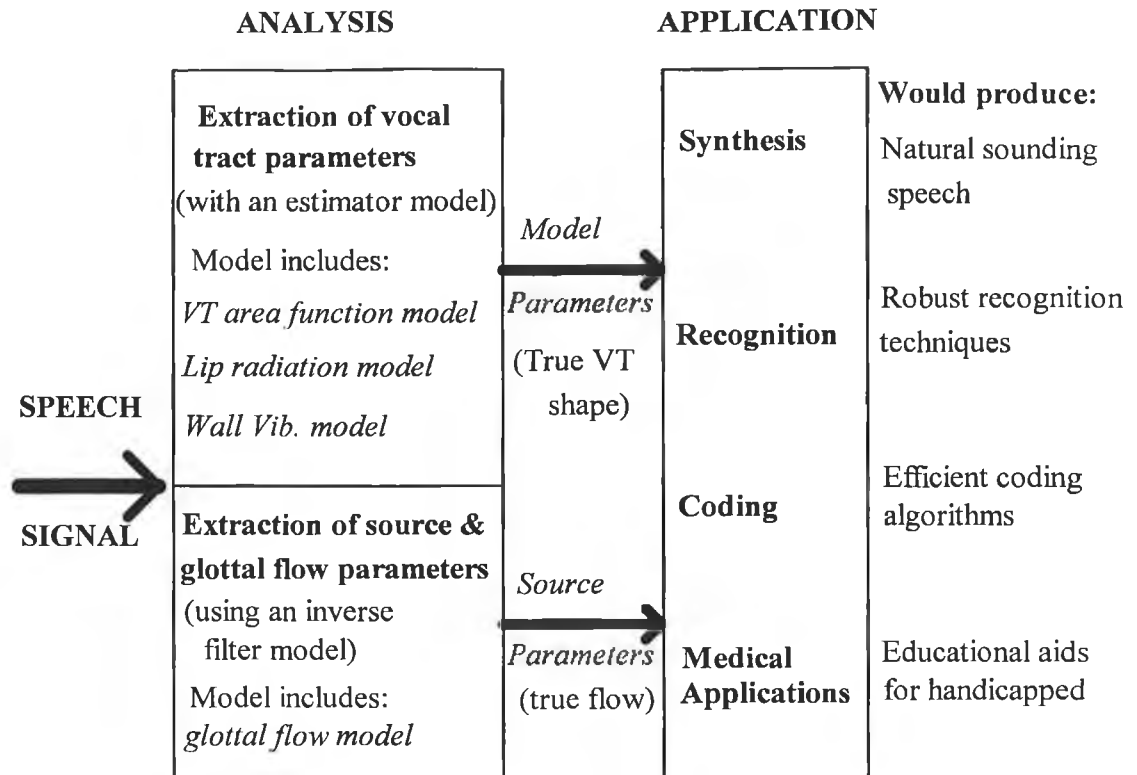 ANALYSIS
APPLICATION
Extraction of vocal
tract parameters
(with an estimator model)
Model includes:
VT area function model
Lip radiation model
Wall Vib. model
SPEECH
SIGNAL
Extraction of source &
glottal flow parameters
(using an inverse
filter model)
Model includes:
glottal flow model
Model
Parameters
(True VT
shape)
Source
Parameters
(true flow)
Synthesis
Recognition
Coding
Medical
Applications
Would produce:
Natural sounding
speech
Robust recognition
techniques
Efficient coding
algorithms
Educational aids
for handicapped